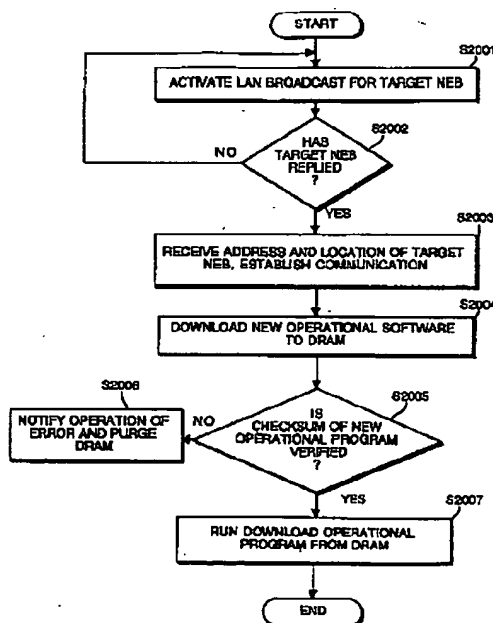 START
S2001
ACTIVATE LAN BROADCAST FOR TARGET NEB
S2002
HAS
TARGET NEB
REPLIED
?
NO
YES
S2003
RECEIVE ADDRESS AND LOCATION OF TARGET
NEB, ESTABLISH COMMUNICATION
S2004
DOWNLOAD NEW OPERATIONAL SOFTWARE
TO DRAM
S2006
NOTIFY OPERATION OF
ERROR AND PURGE
DRAM
NO
S2005
IS
CHECKSUM OF NEW
OPERATIONAL PROGRAM
VERIFIED
?
YES
S2007
RUN DOWNLOAD OPERATIONAL
PROGRAM FROM DRAM
END